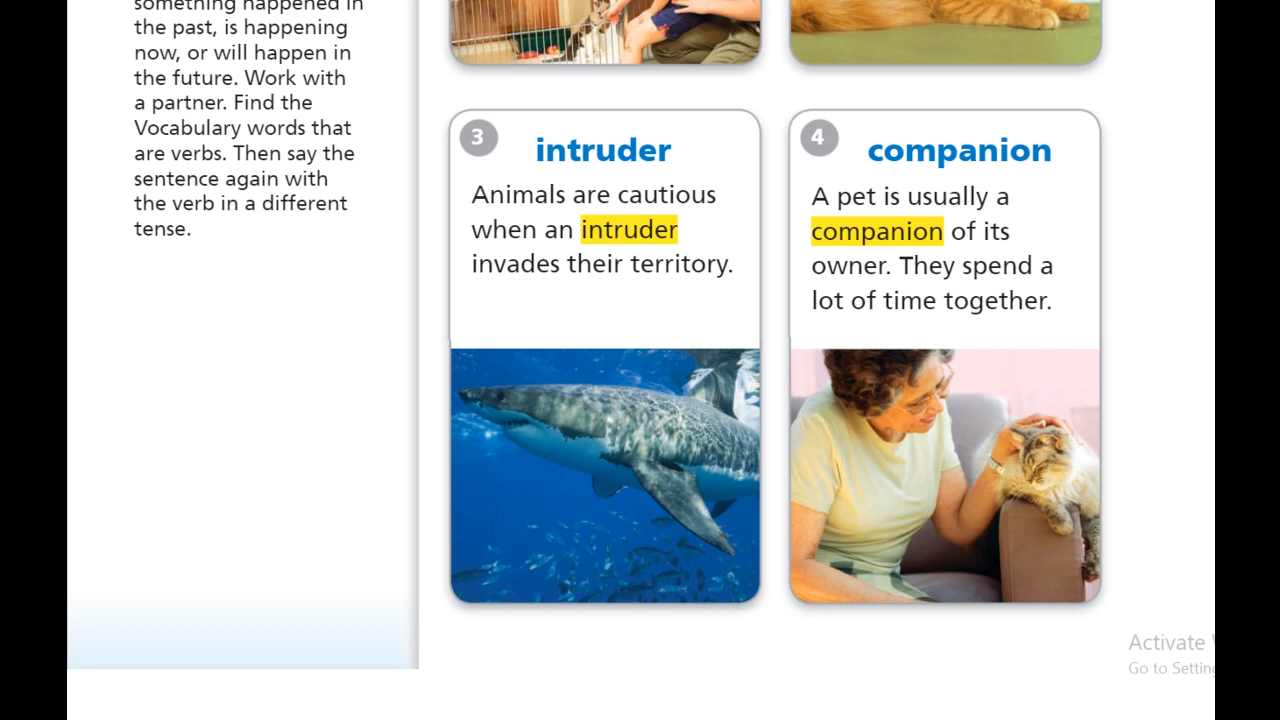 something happened in
the past, is happening
now, or will happen in
the future. Work with
a partner. Find the
Vocabulary words that
are verbs. Then say the
sentence again with
the verb in a different
tense.
3
intruder
Animals are cautious
when an intruder
invades their territory.
4
companion
A pet is usually a
companion of its
owner. They spend a
lot of time together.
Activate
Go to